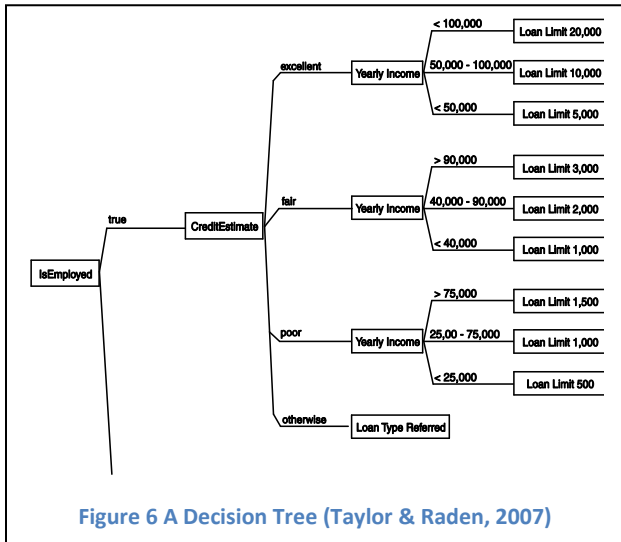 < 100,000
Loan Limit 20,000
excellent
Yearly Income
50,000 - 100,000
Loan Limit 10,000
< 50,000
Loan Limit 5,000
> 90,000
Loan Limit 3,000
true
CreditEstimate
fair
Yearly Income
40,000 - 90,000
Loan Limit 2,000
< 40,000
Loan Limit 1,000
IsEmployed
> 75,000
Loan Limit 1,500
poor
Yearly Income
25,00 - 75,000
Loan Limit 1,000
< 25,000
Loan Limit 500
otherwise
Loan Type Referred
Figure 6 A Decision Tree (Taylor & Raden, 2007)